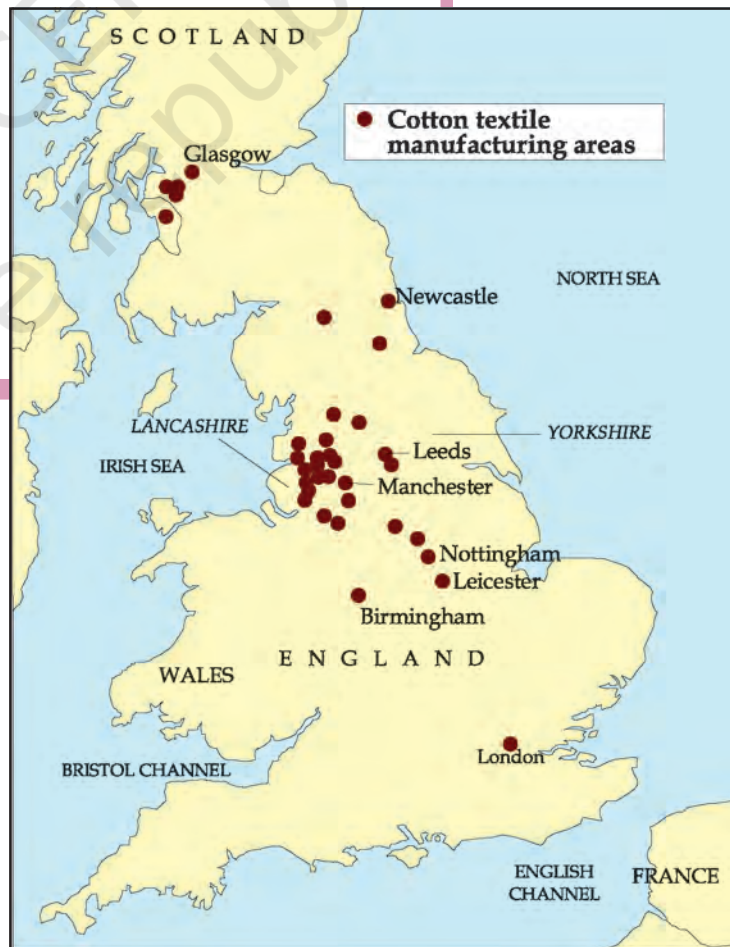 SCOTLAND
Cotton textile
manufacturing areas
Glasgow
NORTH SEA
Newcastle
LANCASHIRE
YORKSHIRE
IRISH SEA
Leeds
Manchester
Nottingham
Leicester
Birmingham
ENGLAND
WALES
London
BRISTOL CHANNEL
ENGLISH
CHANNEL
FRANCE